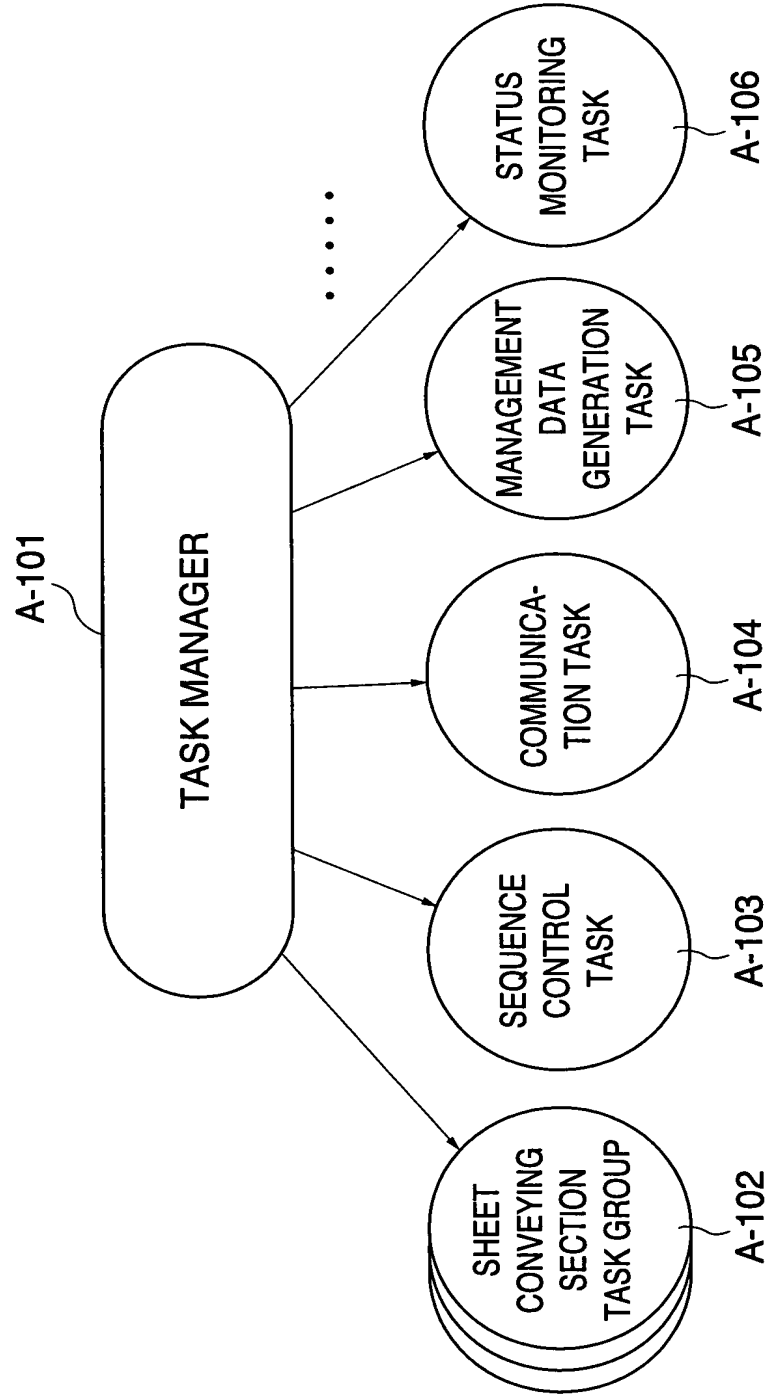 A-101
TASK MANAGER
.....
SHEET
CONVEYING
SECTION
TASK GROUP
A-102
SEQUENCE
CONTROL
TASK
A-103
COMMUNICA-
TION TASK
A-104
MANAGEMENT
DATA
GENERATION
TASK
A-105
STATUS
MONITORING
TASK
A-106